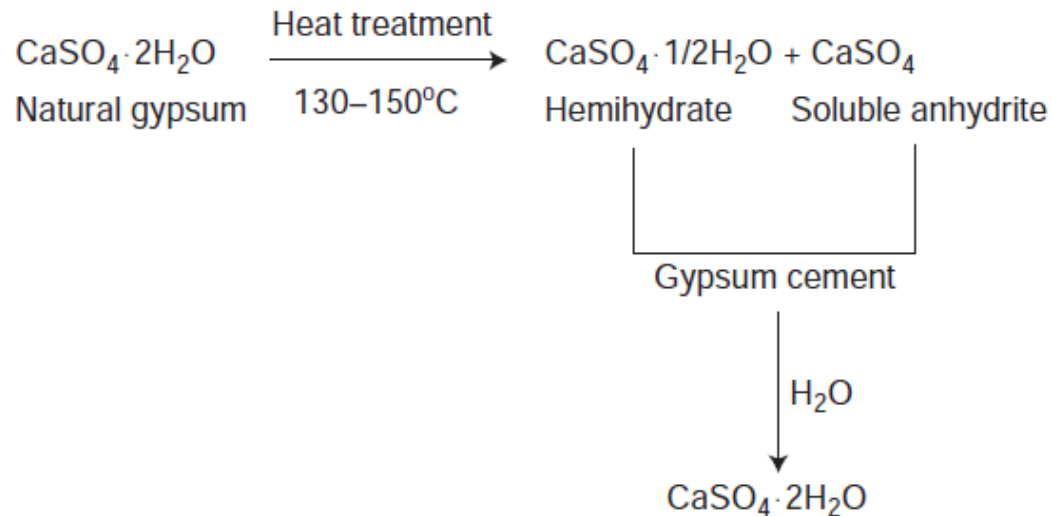 Heat treatment
CaSO₄·2H₂O
CaSO₄·1/2H₂O + CaSO₄
Natural gypsum
130–150⁰C
Hemihydrate
Soluble anhydrite
Gypsum cement
H₂O
CaSO₄·2H₂O